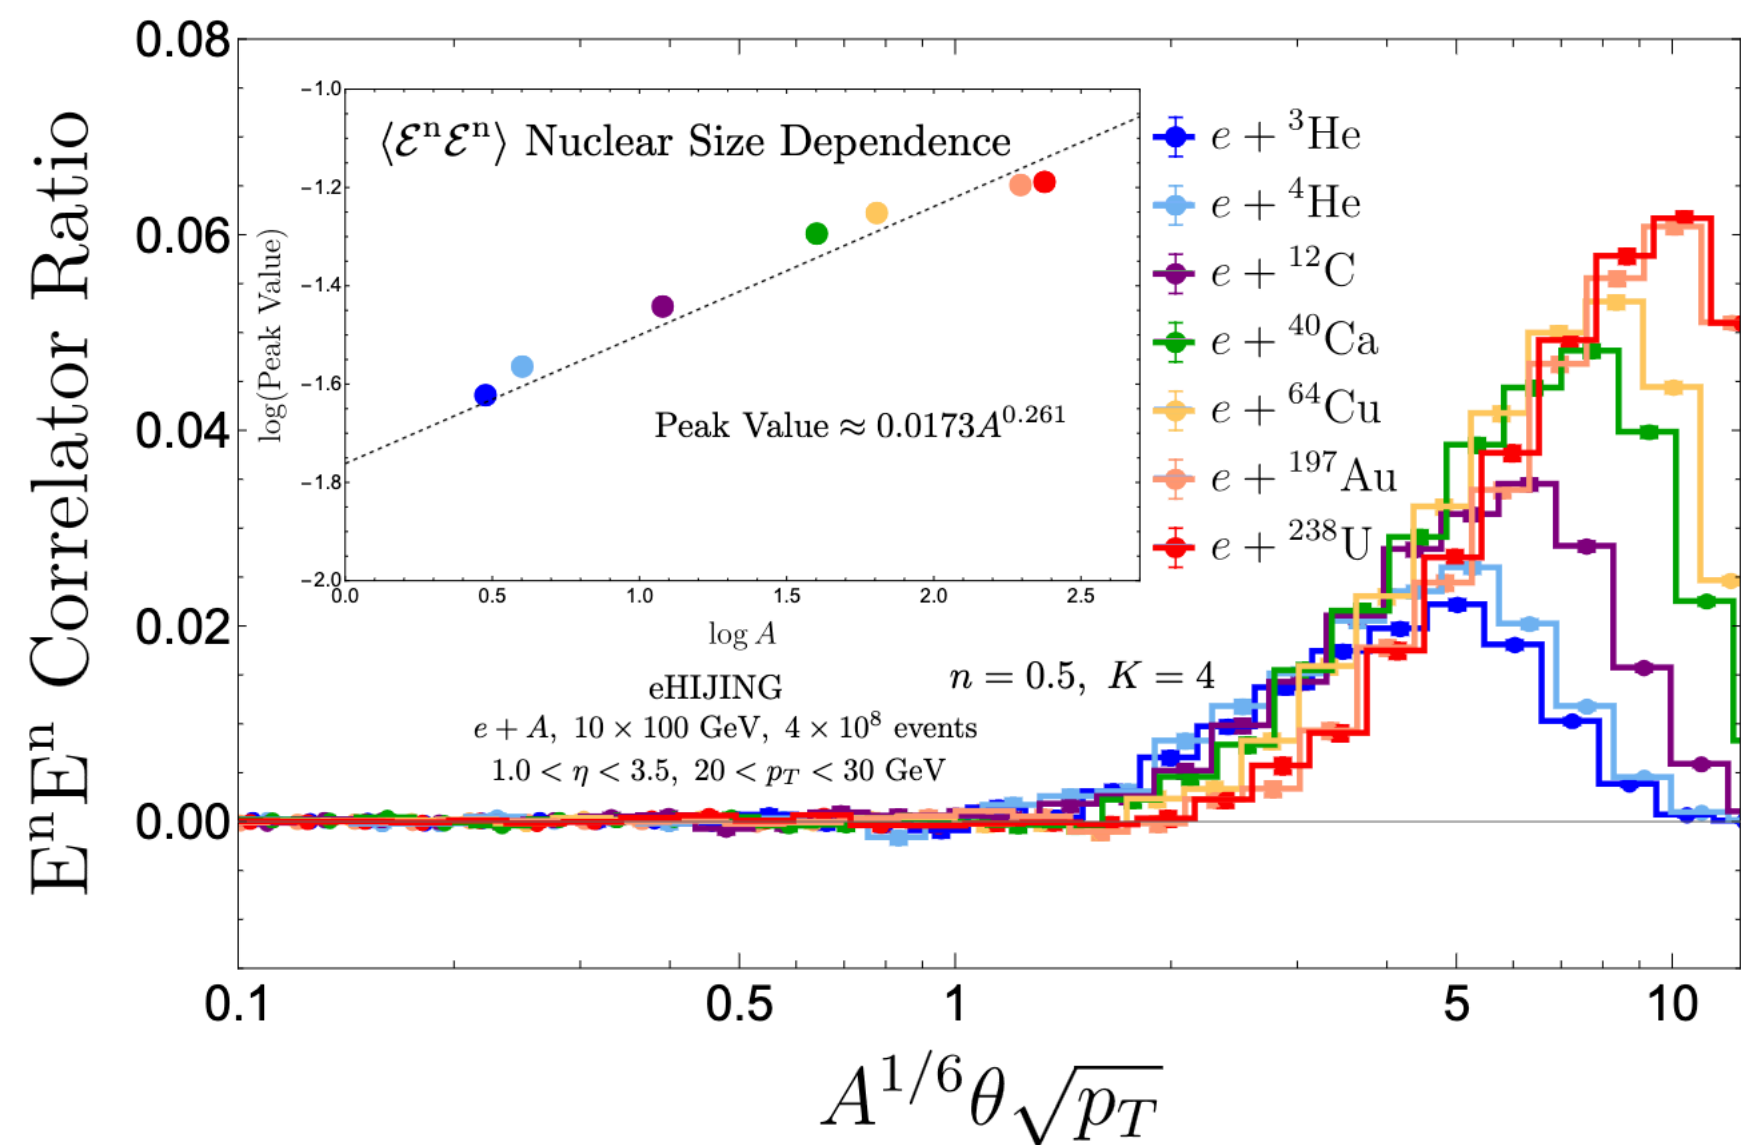 EⁿEⁿ Correlator Ratio
0.08
0.06
0.04
0.02
0.00
−1.0
−1.2
−1.4
−1.6
−1.8
−2.0
log(Peak Value)
⟨ℰⁿℰⁿ⟩ Nuclear Size Dependence
Peak Value ≈ 0.0173A^{0.261}
0.0 0.5 1.0 1.5 2.0 2.5
log A
e + ³He
e + ⁴He
e + ¹²C
e + ⁴⁰Ca
e + ⁶⁴Cu
e + ¹⁹⁷Au
e + ²³⁸U
n = 0.5, K = 4
eHIJING
e + A, 10 × 100 GeV, 4 × 10⁸ events
1.0 < η < 3.5, 20 < p_T < 30 GeV
0.1 0.5 1 5 10
A^{1/6}θ√p_T